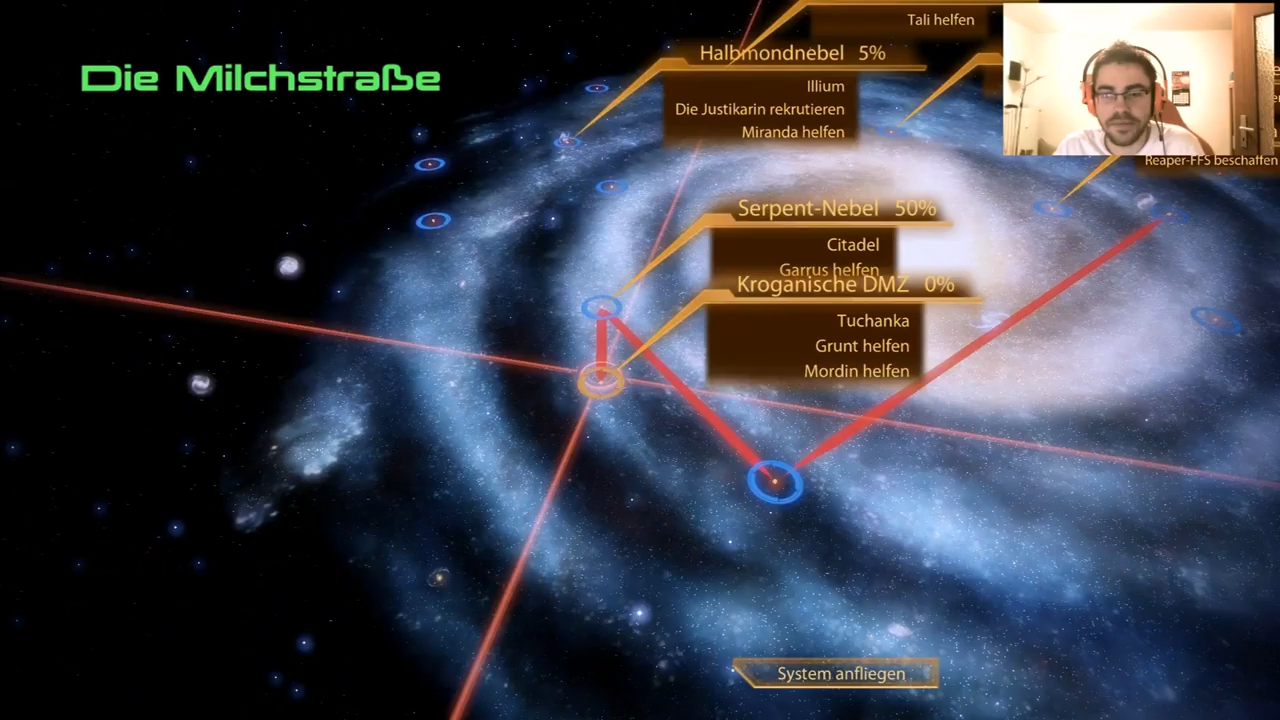 Tali helfen
Die Milchstraße
Halbmondnebel 5%
Illium
Die Justikarin rekrutieren
Miranda helfen
Reaper-FFS beschaffen
Serpent-Nebel 50%
Citadel
Garrus helfen
Kroganische DMZ 0%
Tuchanka
Grunt helfen
Mordin helfen
System anfliegen